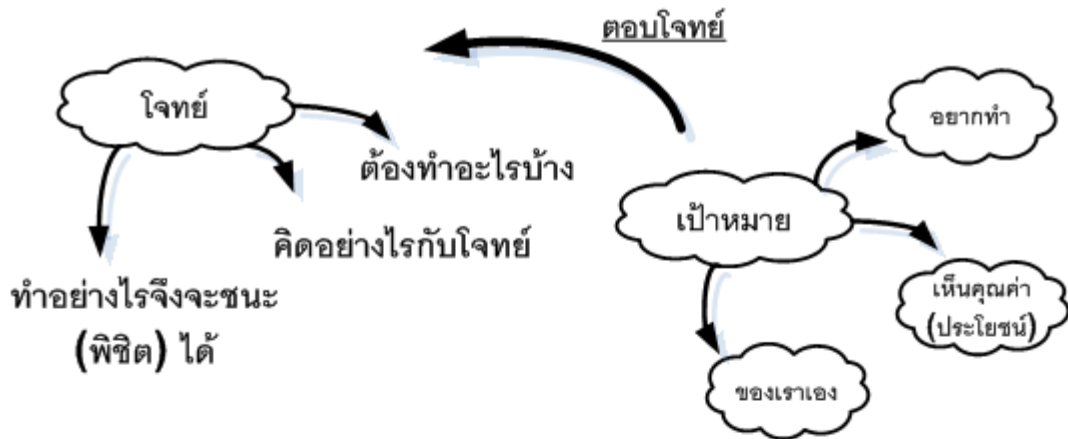 ตอบโจทย์
โจทย์
ต้องทำอะไรบ้าง
คิดอย่างไรกับโจทย์
ทำอย่างไรจึงจะชนะ
(พิชิต) ได้
อยากทำ
เป้าหมาย
เห็นคุณค่า
(ประโยชน์)
ของเราเอง